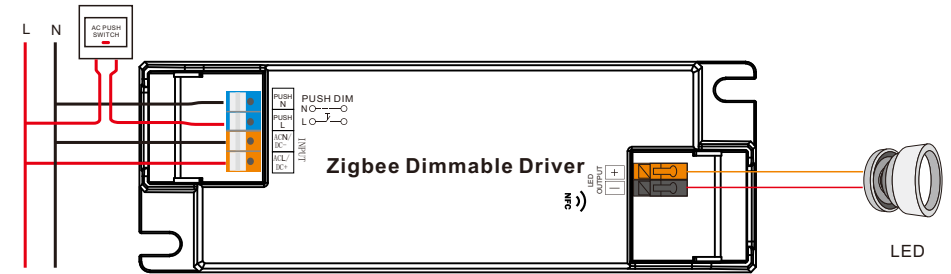 L N
AC PUSH
SWITCH
PUSH
N
PUSH
L
ACN/
DC-
ACL/
DC+
INPUT
PUSH DIM
N
L
Zigbee Dimmable Driver
NFC
LED
OUTPUT
+
—
LED